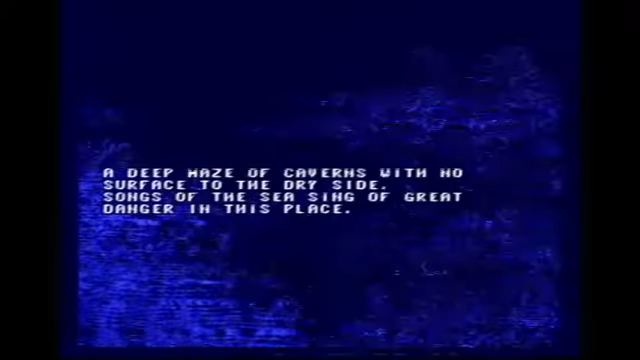 A DEEP MAZE OF CAVERNS WITH NO
SURFACE TO THE DRY SIDE.
SONGS OF THE SEA SING OF GREAT
DANGER IN THIS PLACE.